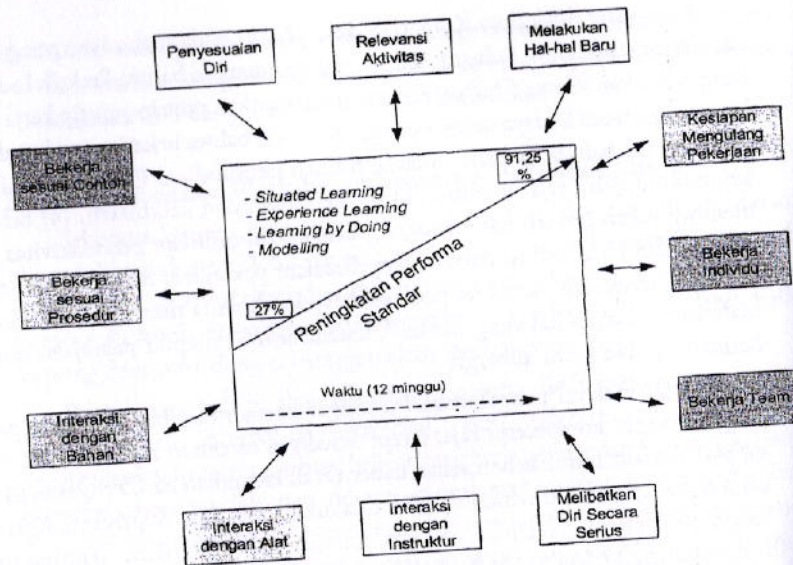 Penyesuaian
Diri
Relevansi
Aktivitas
Melakukan
Hal-hal Baru
Kesiapan
Mengulang
Pekerjaan
Bekerja
sesuni Contoh
Bekerja
sesuai
Prosedur
Interaksi
dengan
Bahan
Interaksi
dengan Alat
Interaksi
dengan
Instruktur
Melibatkan
Diri Secara
Serius
Bekerja Team
Bekerja
Individu
- Situated Learning
- Experience Learning
- Learning by Doing
- Modelling
91,25
%
27%
Peningkatan Performa
Standar
Waktu (12 minggu)